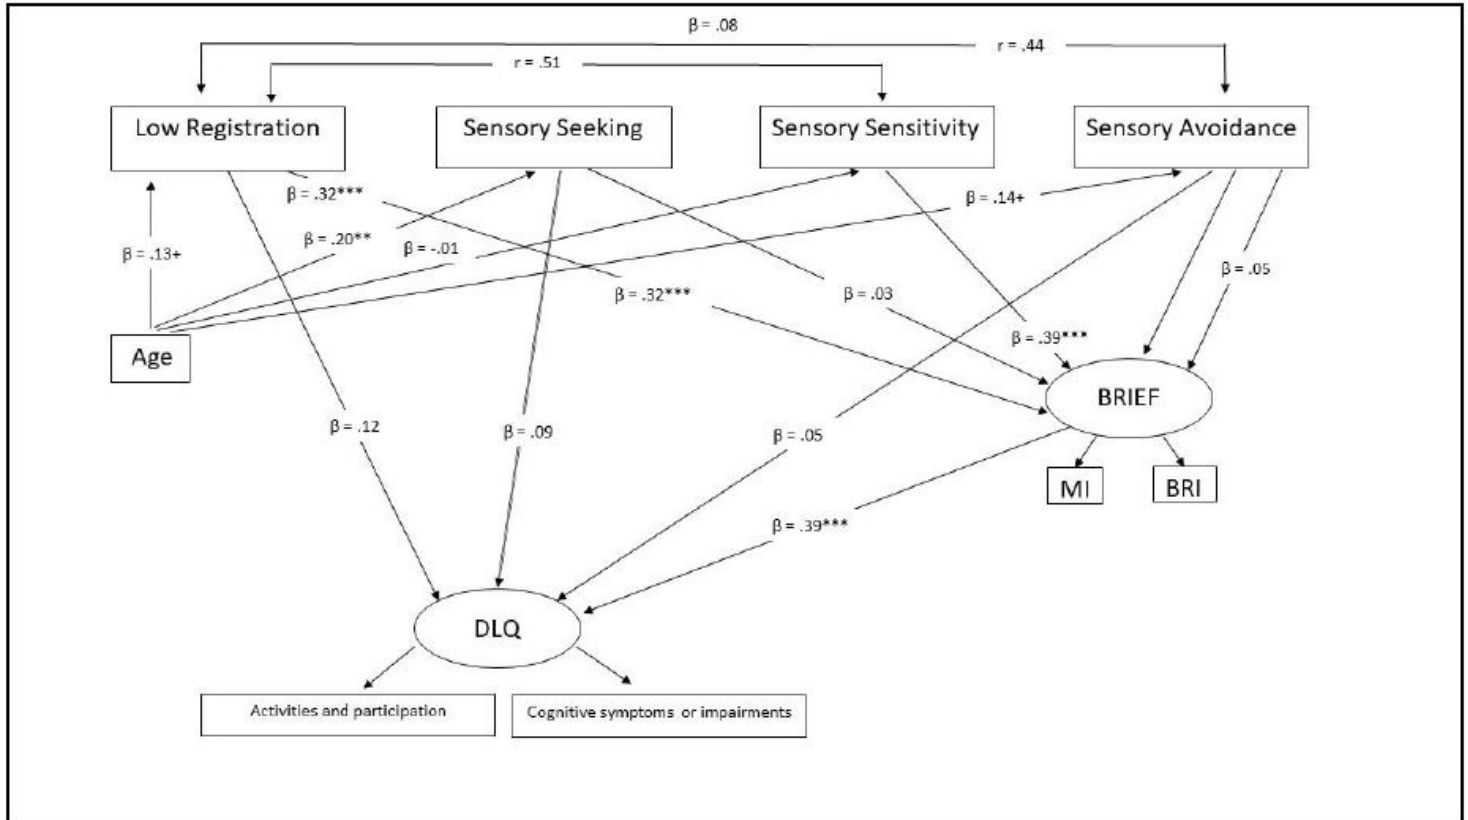 β = .08
r = .44
r = .51
Low Registration
Sensory Seeking
Sensory Sensitivity
Sensory Avoidance
β = .32***
β = .14+
β = .20**
β = -.01
β = .13+
β = .05
β = .32***
β = .03
β = .39***
Age
BRIEF
β = .12
β = .09
β = .05
MI
BRI
β = .39***
DLQ
Activities and participation
Cognitive symptoms or impairments